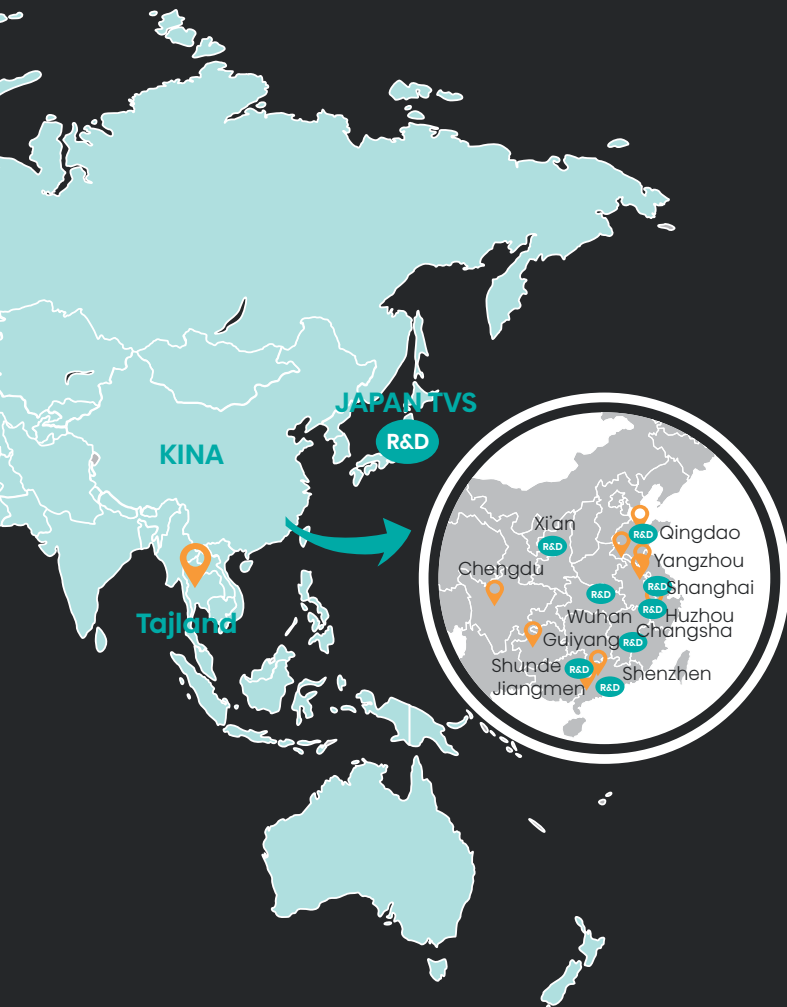 JAPAN TVS
R&D
KINA
Tajland
Xi'an
R&D
R&D
Qingdao
Yangzhou
Chengdu
R&D
Shanghai
R&D
R&D
Huzhou
Wuhan
Changsha
Guiyang
R&D
Shunde
R&D
Shenzhen
Jiangmen
R&D